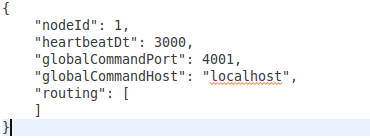 {
    "nodeId": 1,
    "heartbeatDt": 3000,
    "globalCommandPort": 4001,
    "globalCommandHost": "localhost",
    "routing": [
    ]
}